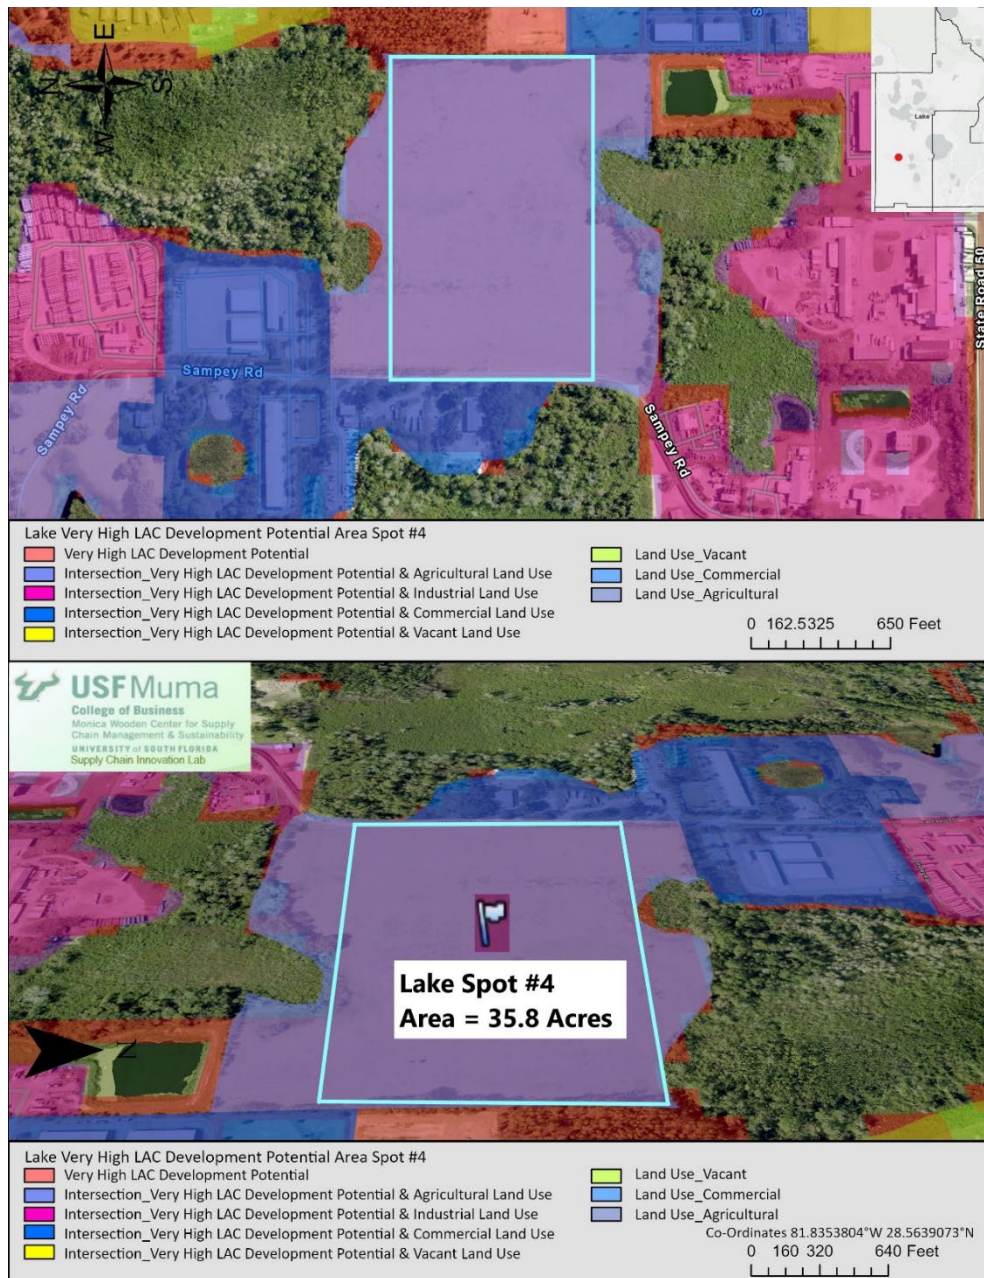 E
N
S
W
Lake
State Road 50
Sampey Rd
Sampey Rd
Sampey Rd
Lake Very High LAC Development Potential Area Spot #4
Very High LAC Development Potential
Intersection_Very High LAC Development Potential & Agricultural Land Use
Intersection_Very High LAC Development Potential & Industrial Land Use
Intersection_Very High LAC Development Potential & Commercial Land Use
Intersection_Very High LAC Development Potential & Vacant Land Use
Land Use_Vacant
Land Use_Commercial
Land Use_Agricultural
0 162.5325 650 Feet
USF Muma
College of Business
Monica Wooden Center for Supply
Chain Management & Sustainability
UNIVERSITY of SOUTH FLORIDA
Supply Chain Innovation Lab
Lake Spot #4
Area = 35.8 Acres
N
Lake Very High LAC Development Potential Area Spot #4
Very High LAC Development Potential
Intersection_Very High LAC Development Potential & Agricultural Land Use
Intersection_Very High LAC Development Potential & Industrial Land Use
Intersection_Very High LAC Development Potential & Commercial Land Use
Intersection_Very High LAC Development Potential & Vacant Land Use
Land Use_Vacant
Land Use_Commercial
Land Use_Agricultural
Co-Ordinates 81.8353804°W 28.5639073°N
0 160 320 640 Feet